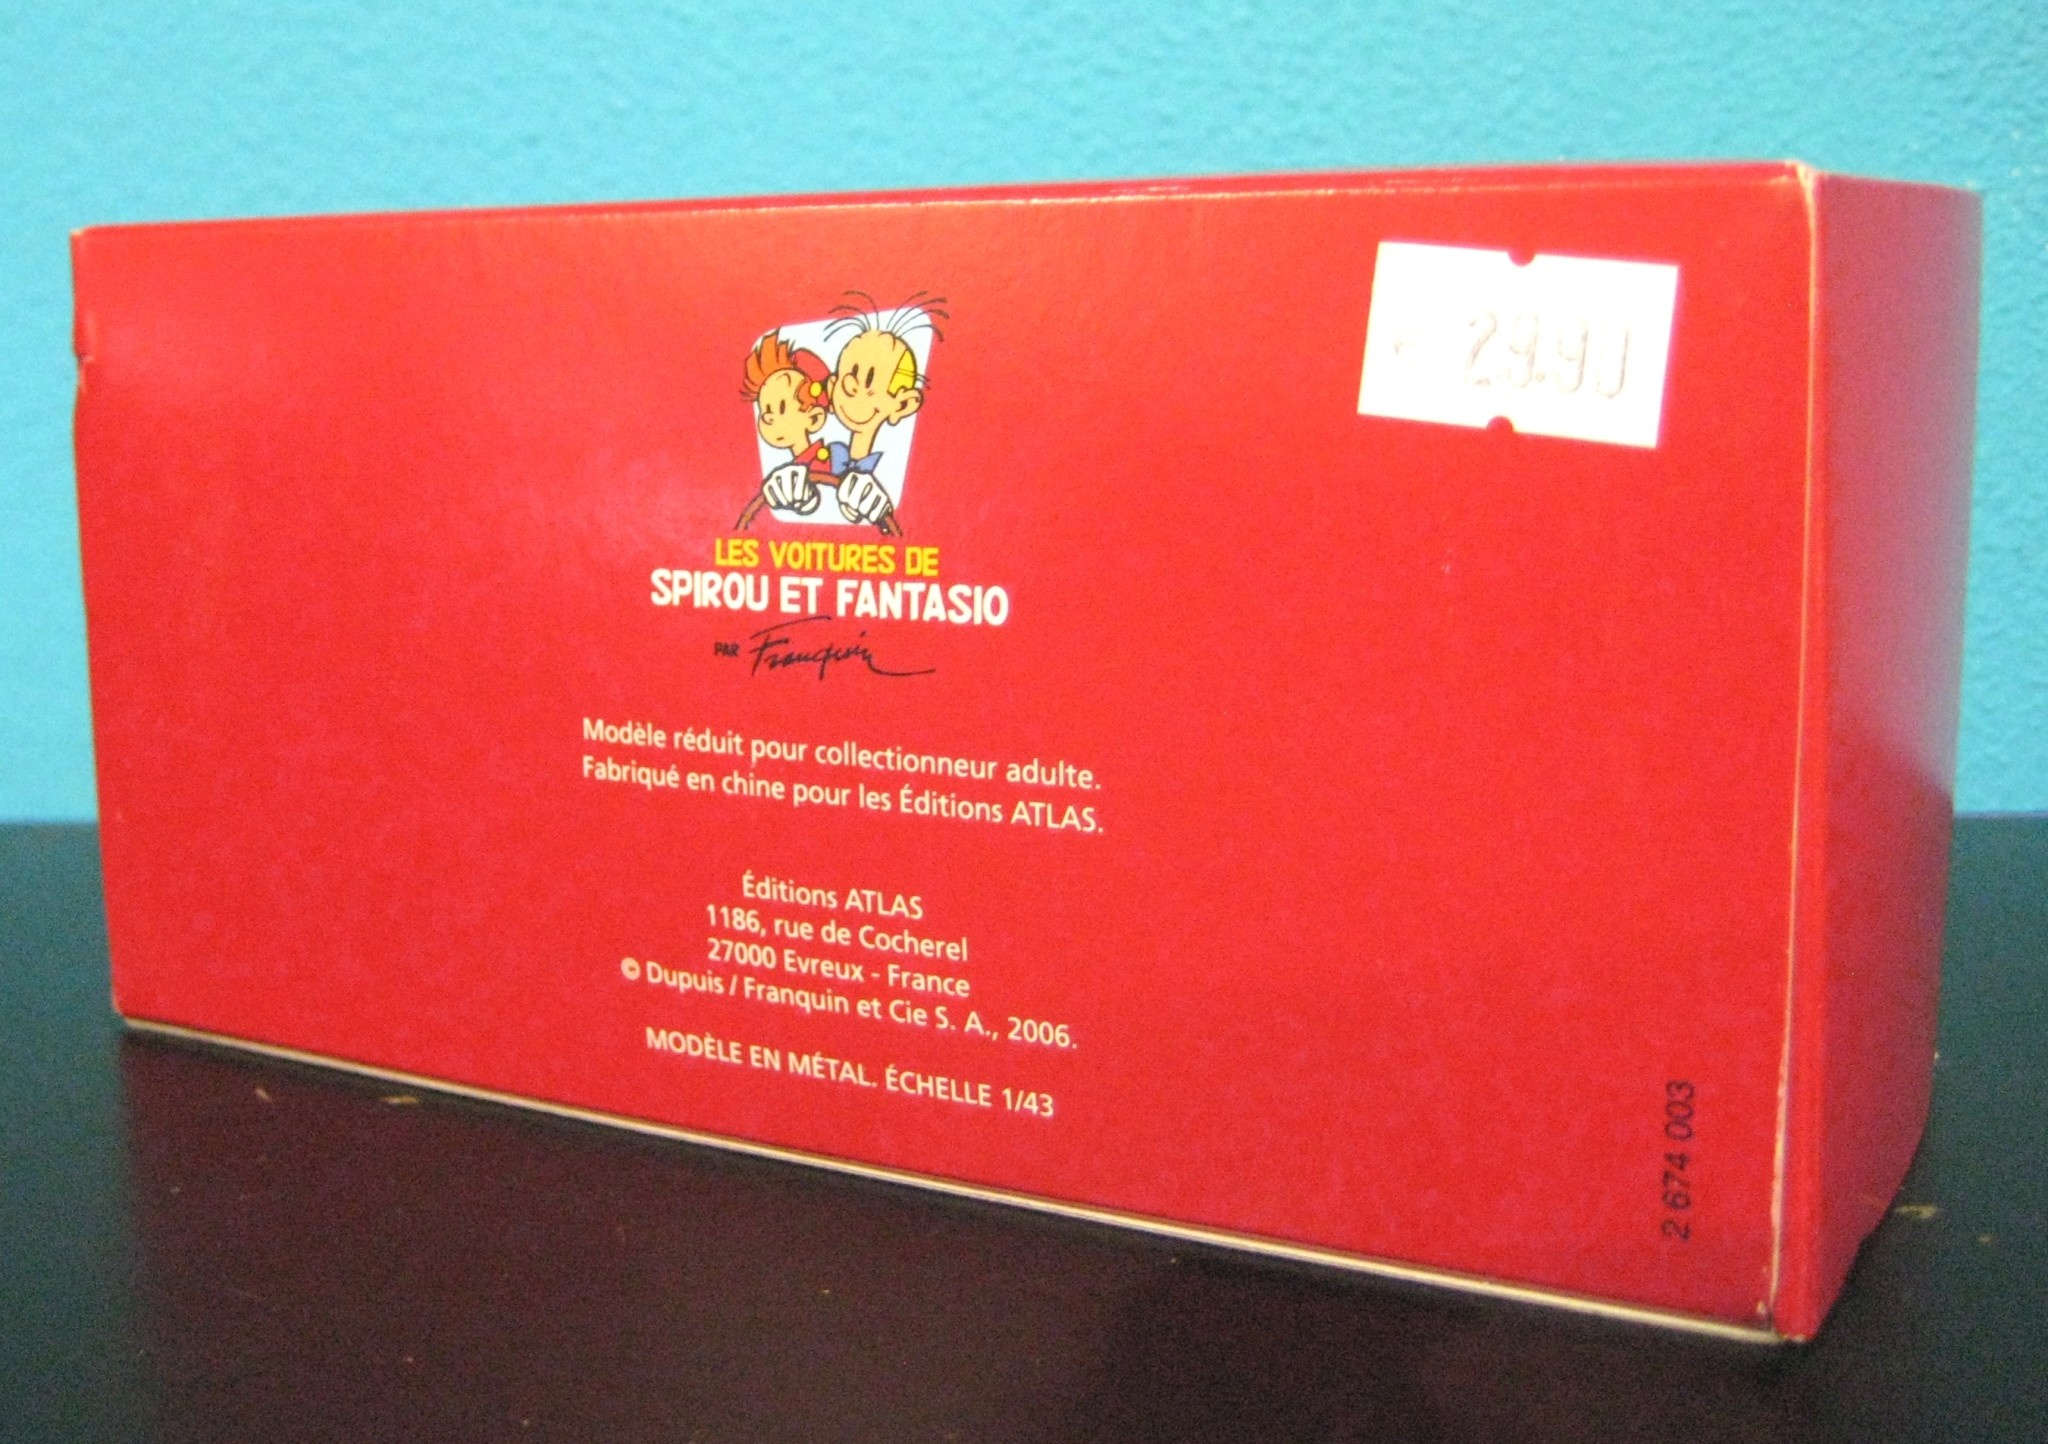 29.90
LES VOITURES DE
SPIROU ET FANTASIO
PAR Franquin
Modèle réduit pour collectionneur adulte.
Fabriqué en chine pour les Éditions ATLAS.
Éditions ATLAS
1186, rue de Cocherel
27000 Evreux - France
© Dupuis / Franquin et Cie S. A., 2006.
MODÈLE EN MÉTAL. ÉCHELLE 1/43
2 674 003